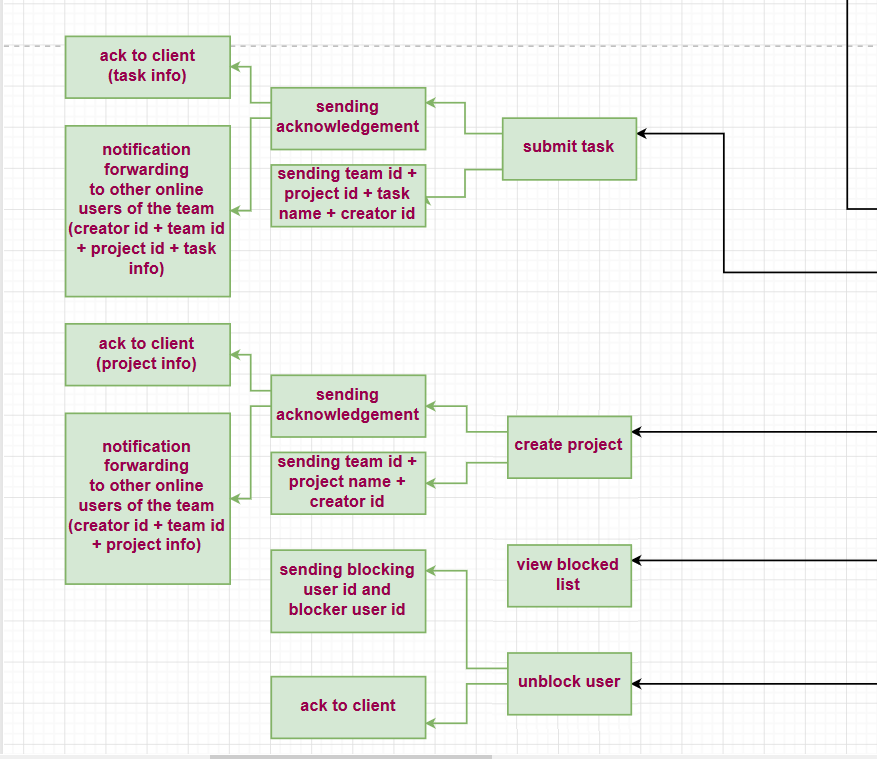 ack to client
(task info)
sending
acknowledgement
submit task
notification
forwarding
to other online
users of the team
(creator id + team id
+ project id + task
info)
sending team id +
project id + task
name + creator id
ack to client
(project info)
sending
acknowledgement
create project
notification
forwarding
to other online
users of the team
(creator id + team id
+ project info)
sending team id +
project name +
creator id
sending blocking
user id and
blocker user id
view blocked
list
unblock user
ack to client